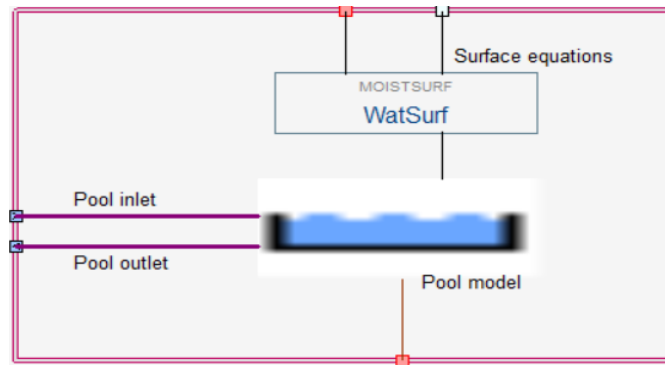 Surface equations
MOISTSURF
WatSurf
Pool inlet
Pool outlet
Pool model